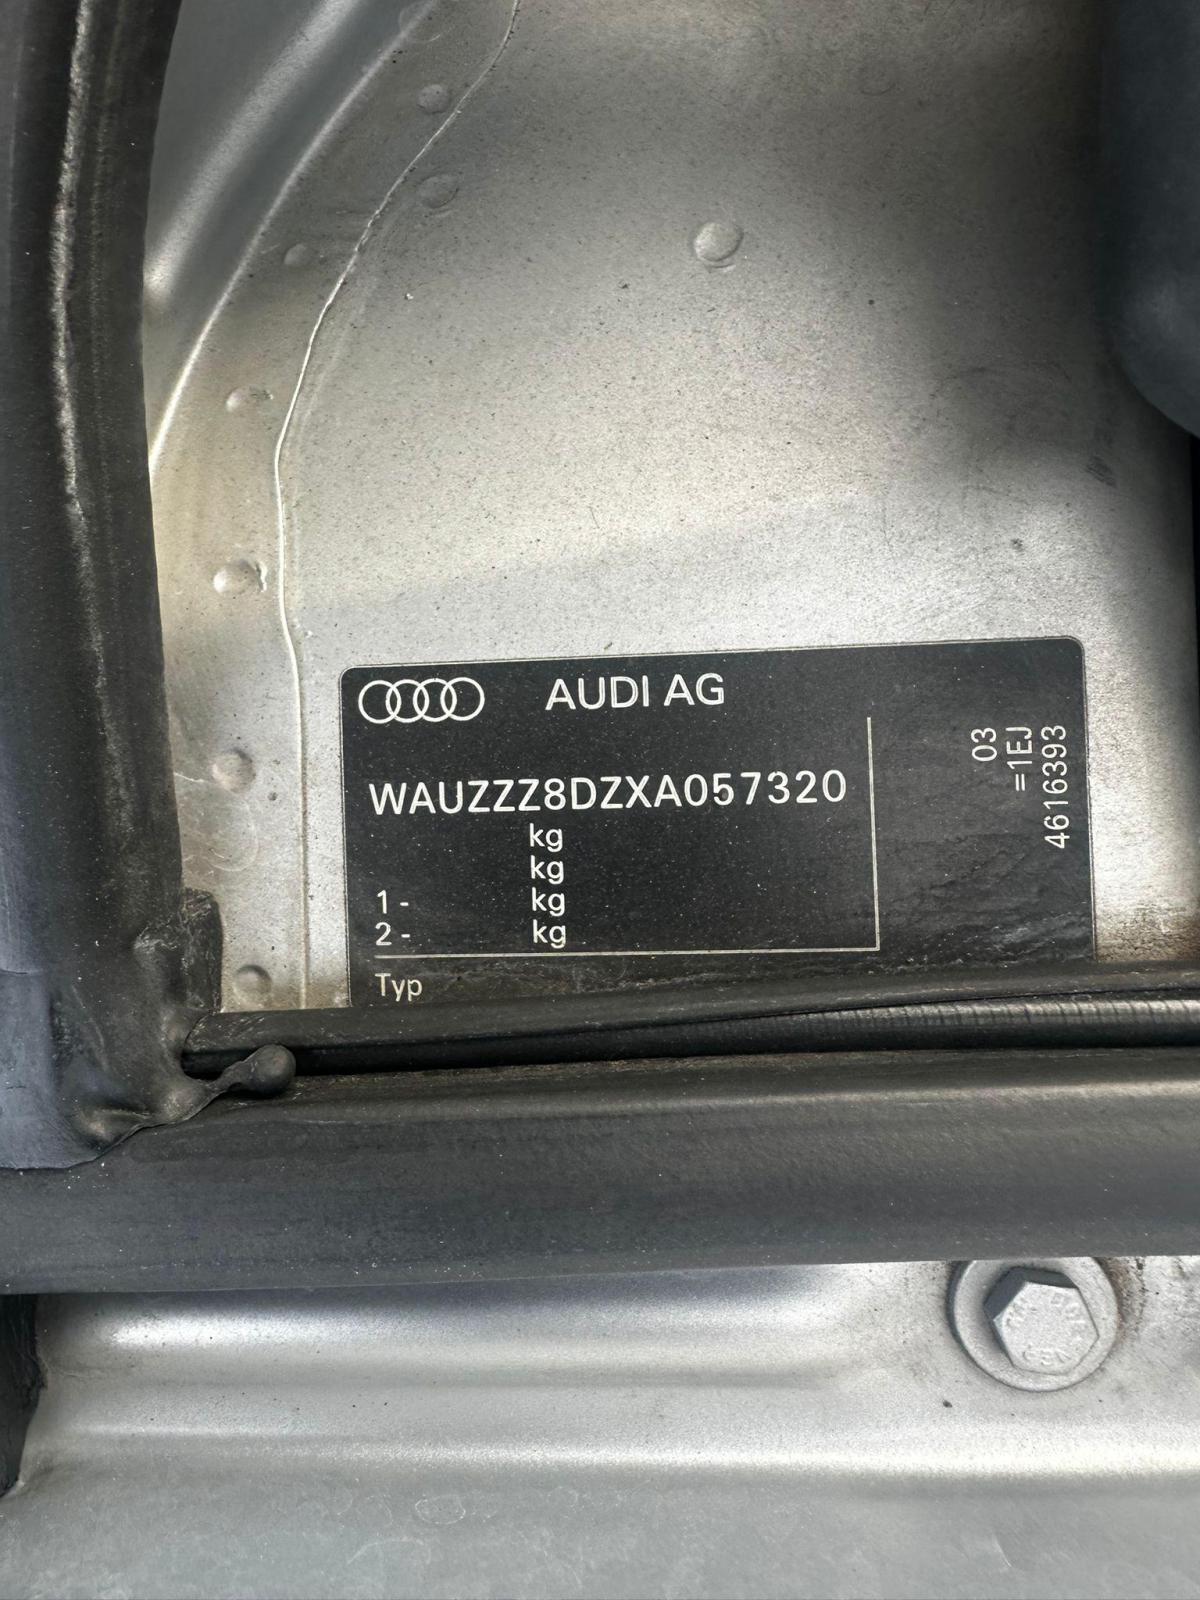 AUDI AG
WAUZZZ8DZXA057320
kg
kg
1 - kg
2 - kg
Typ
03
=1EJ
4616393